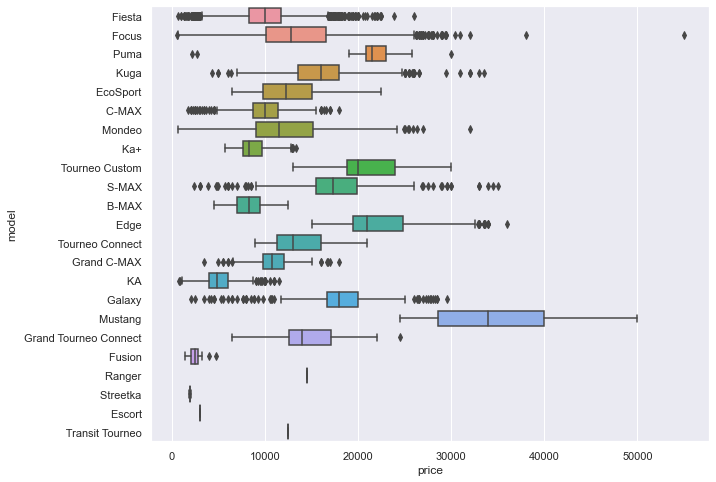 model
Fiesta
Focus
Puma
Kuga
EcoSport
C-MAX
Mondeo
Ka+
Tourneo Custom
S-MAX
B-MAX
Edge
Tourneo Connect
Grand C-MAX
KA
Galaxy
Mustang
Grand Tourneo Connect
Fusion
Ranger
Streetka
Escort
Transit Tourneo
0 10000 20000 30000 40000 50000
price